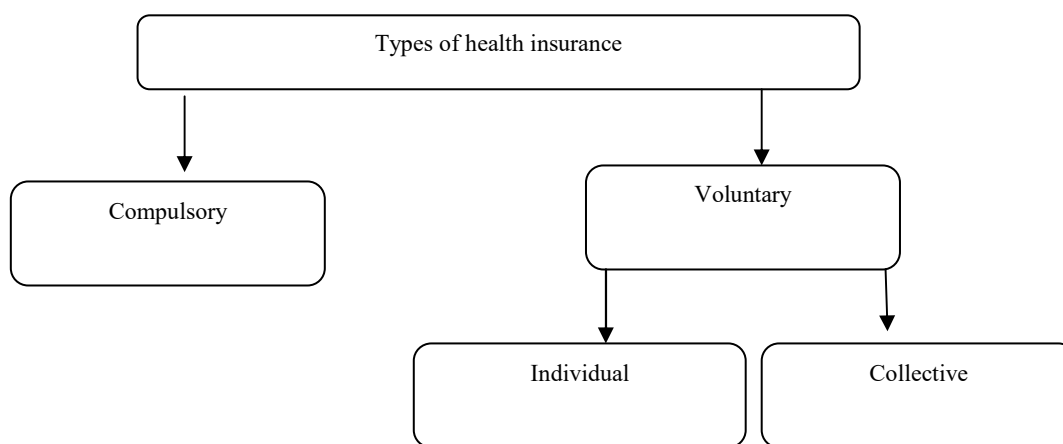 Types of health insurance
Compulsory
Voluntary
Individual
Collective